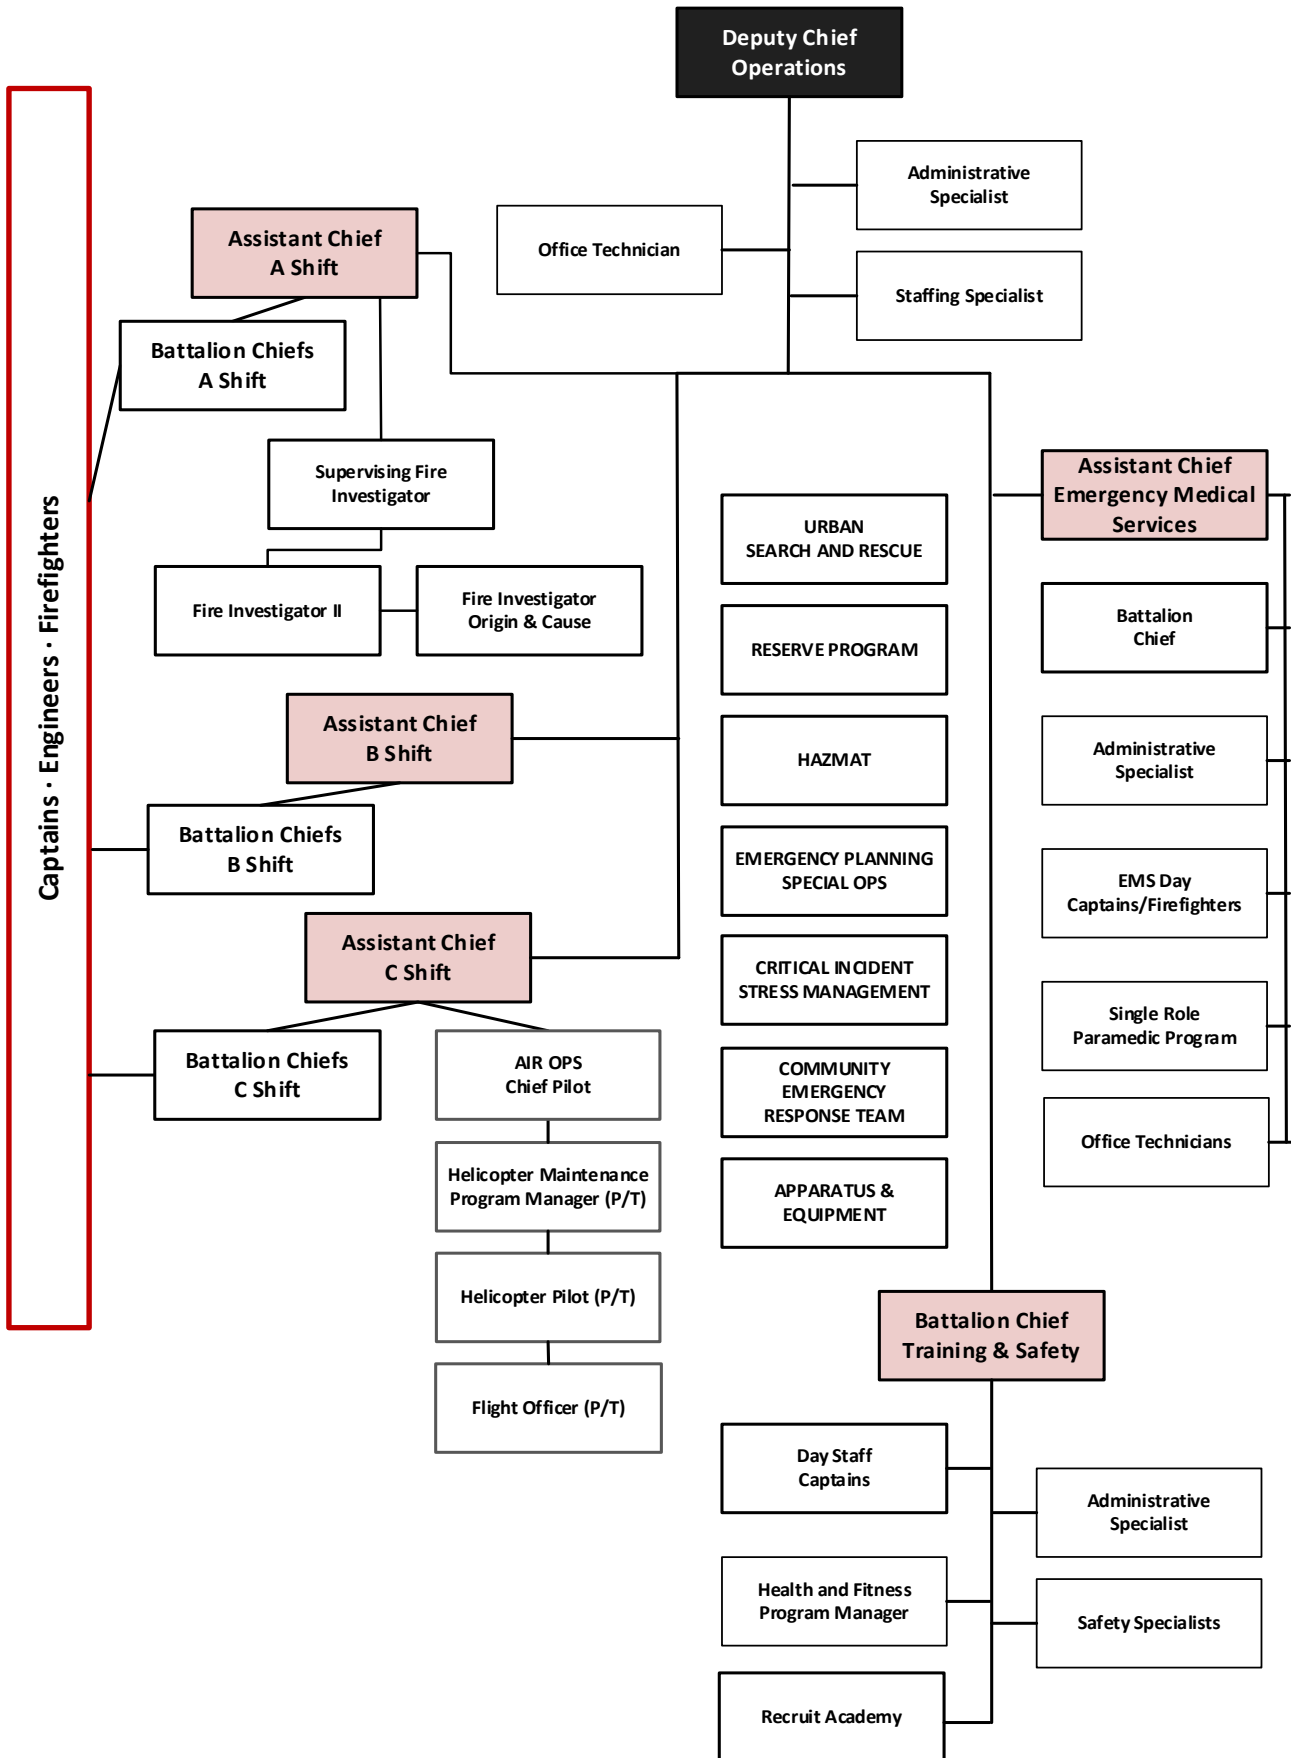 Deputy Chief
Operations
Administrative
Specialist
Office Technician
Staffing Specialist
Captains · Engineers · Firefighters
Assistant Chief
A Shift
Battalion Chiefs
A Shift
Supervising Fire
Investigator
Fire Investigator II
Fire Investigator
Origin & Cause
Assistant Chief
B Shift
Battalion Chiefs
B Shift
Assistant Chief
C Shift
Battalion Chiefs
C Shift
AIR OPS
Chief Pilot
Helicopter Maintenance
Program Manager (P/T)
Helicopter Pilot (P/T)
Flight Officer (P/T)
URBAN
SEARCH AND RESCUE
RESERVE PROGRAM
HAZMAT
EMERGENCY PLANNING
SPECIAL OPS
CRITICAL INCIDENT
STRESS MANAGEMENT
COMMUNITY
EMERGENCY
RESPONSE TEAM
APPARATUS &
EQUIPMENT
Assistant Chief
Emergency Medical
Services
Battalion
Chief
Administrative
Specialist
EMS Day
Captains/Firefighters
Single Role
Paramedic Program
Office Technicians
Battalion Chief
Training & Safety
Day Staff
Captains
Administrative
Specialist
Health and Fitness
Program Manager
Safety Specialists
Recruit Academy